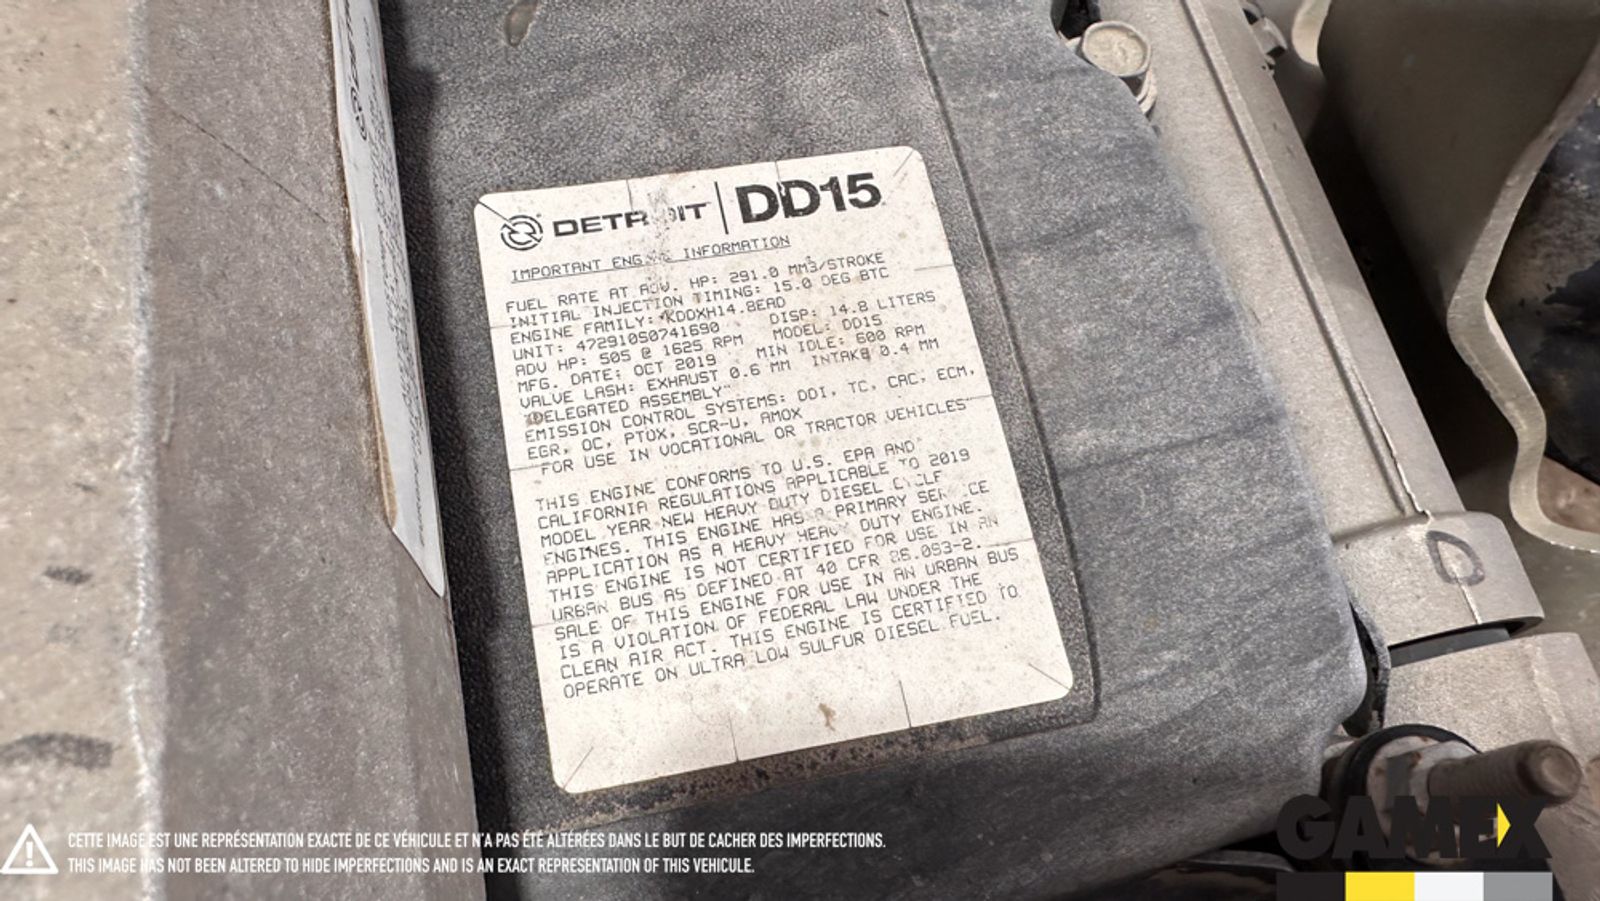 DETROIT | DD15
IMPORTANT ENGINE INFORMATION
FUEL RATE AT ADV. HP: 291.0 MM3/STROKE
INITIAL INJECTION TIMING: 15.0 DEG BTC
ENGINE FAMILY: KDDXH14.8EAD
UNIT: 472910S0741690 DISP: 14.8 LITERS
ADV HP: 505 @ 1625 RPM MODEL: DD15
MFG. DATE: OCT 2019 MIN IDLE: 600 RPM
VALVE LASH: EXHAUST 0.6 MM INTAKE 0.4 MM
"DELEGATED ASSEMBLY"
EMISSION CONTROL SYSTEMS: DDI, TC, CAC, ECM,
EGR, OC, PTOX, SCR-U, AMOX
FOR USE IN VOCATIONAL OR TRACTOR VEHICLES
THIS ENGINE CONFORMS TO U.S. EPA AND
CALIFORNIA REGULATIONS APPLICABLE TO 2019
MODEL YEAR NEW HEAVY DUTY DIESEL CYCLE
ENGINES. THIS ENGINE HAS A PRIMARY SERVICE
APPLICATION AS A HEAVY HEAVY DUTY ENGINE.
THIS ENGINE IS NOT CERTIFIED FOR USE IN AN
URBAN BUS AS DEFINED AT 40 CFR 86.093-2.
SALE OF THIS ENGINE FOR USE IN AN URBAN BUS
IS A VIOLATION OF FEDERAL LAW UNDER THE
CLEAN AIR ACT. THIS ENGINE IS CERTIFIED TO
OPERATE ON ULTRA LOW SULFUR DIESEL FUEL.
D
CETTE IMAGE EST UNE REPRÉSENTATION EXACTE DE CE VÉHICULE ET N'A PAS ÉTÉ ALTÉRÉES DANS LE BUT DE CACHER DES IMPERFECTIONS.
THIS IMAGE HAS NOT BEEN ALTERED TO HIDE IMPERFECTIONS AND IS AN EXACT REPRESENTATION OF THIS VEHICLE.
GAMEX